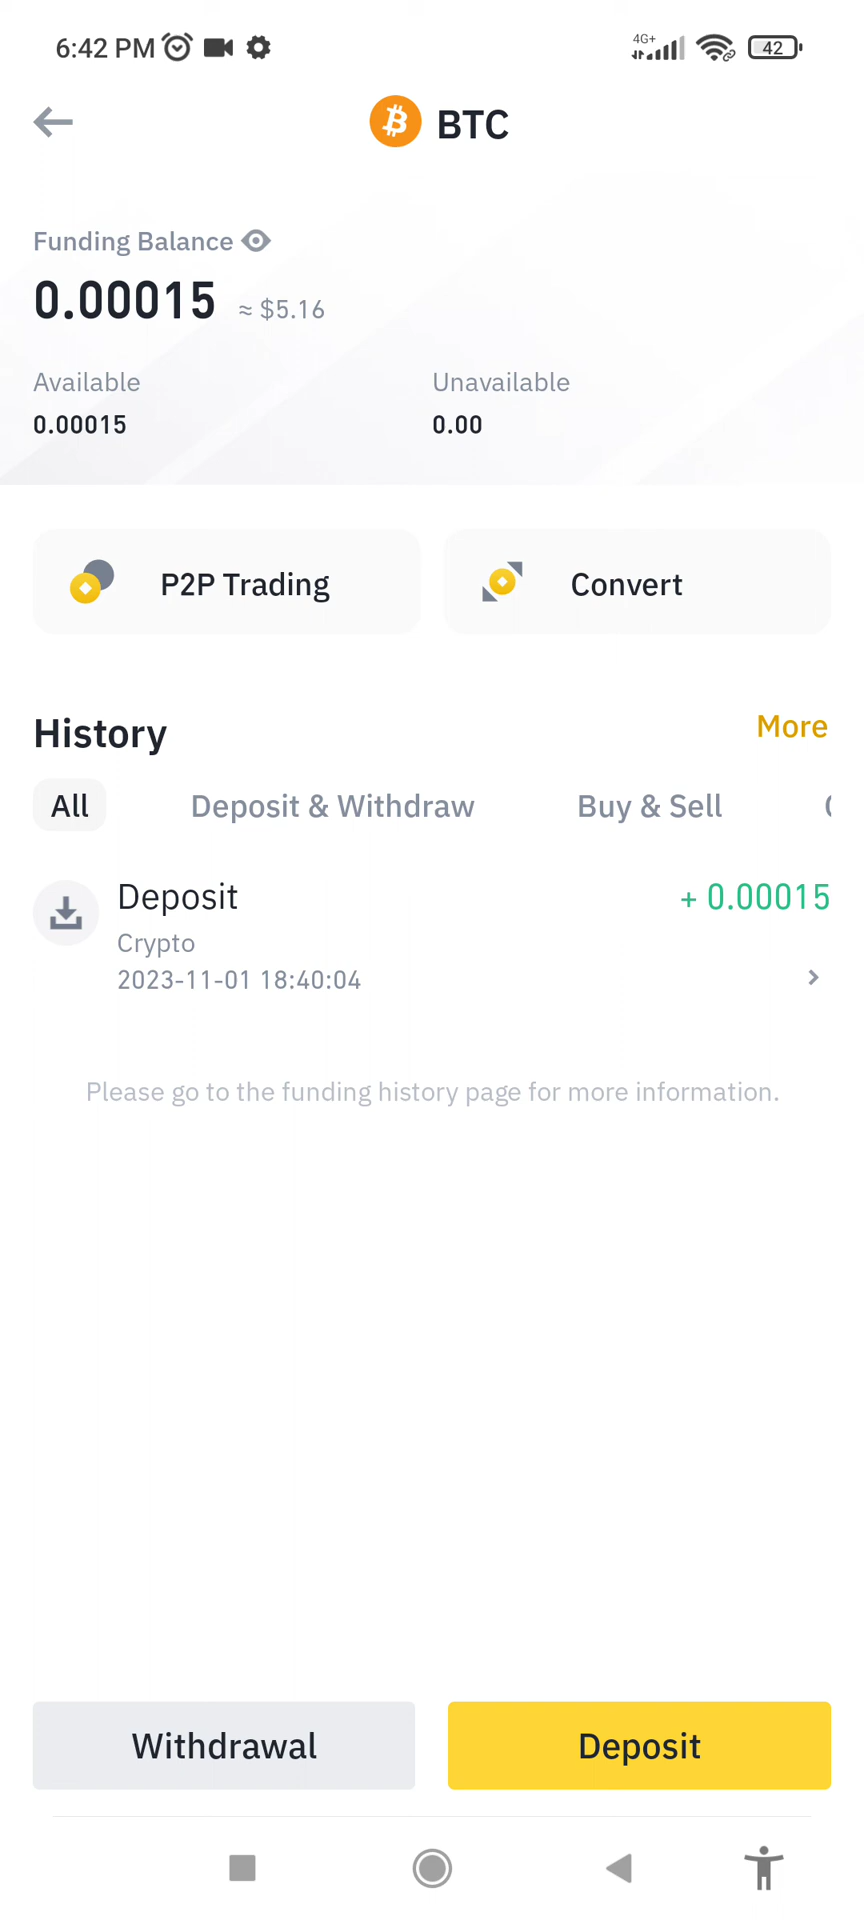 6:42 PM
4G+
42
BTC
Funding Balance
0.00015 ≈ $5.16
Available Unavailable
0.00015 0.00
P2P Trading Convert
History More
All Deposit & Withdraw Buy & Sell
Deposit + 0.00015
Crypto
2023-11-01 18:40:04
Please go to the funding history page for more information.
Withdrawal Deposit